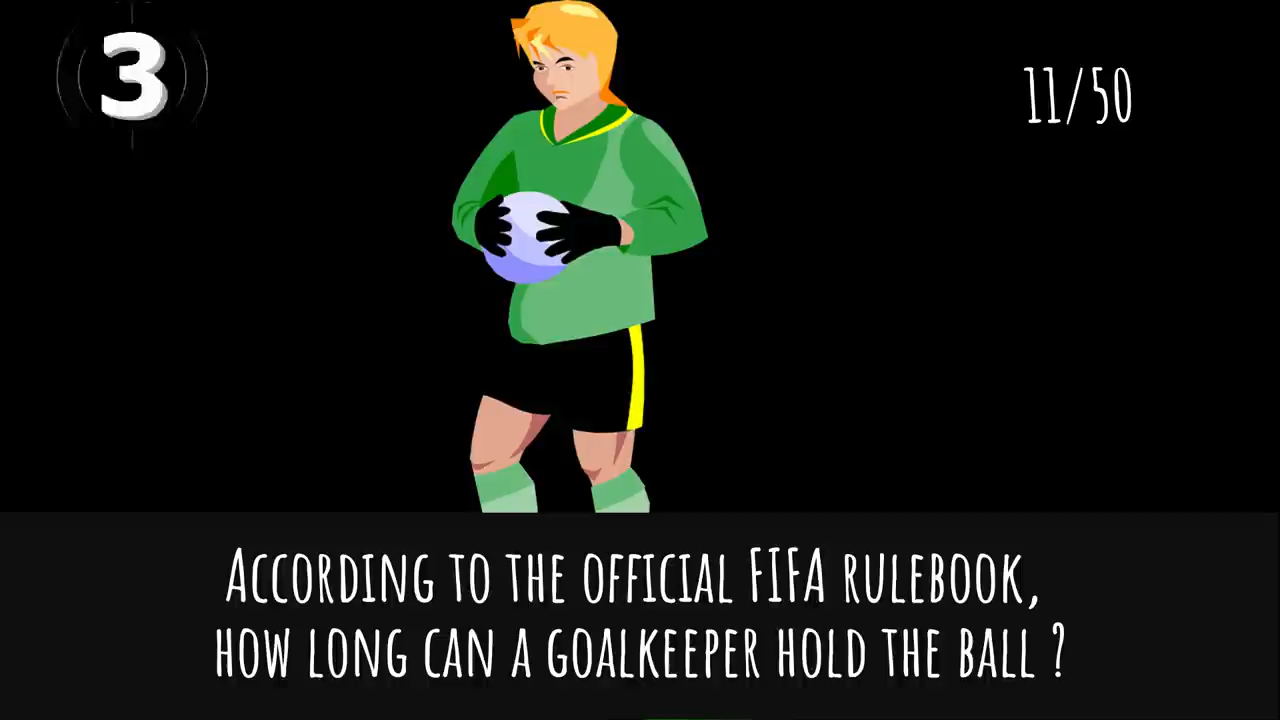 3
11/50
According to the official FIFA rulebook,
how long can a goalkeeper hold the ball ?